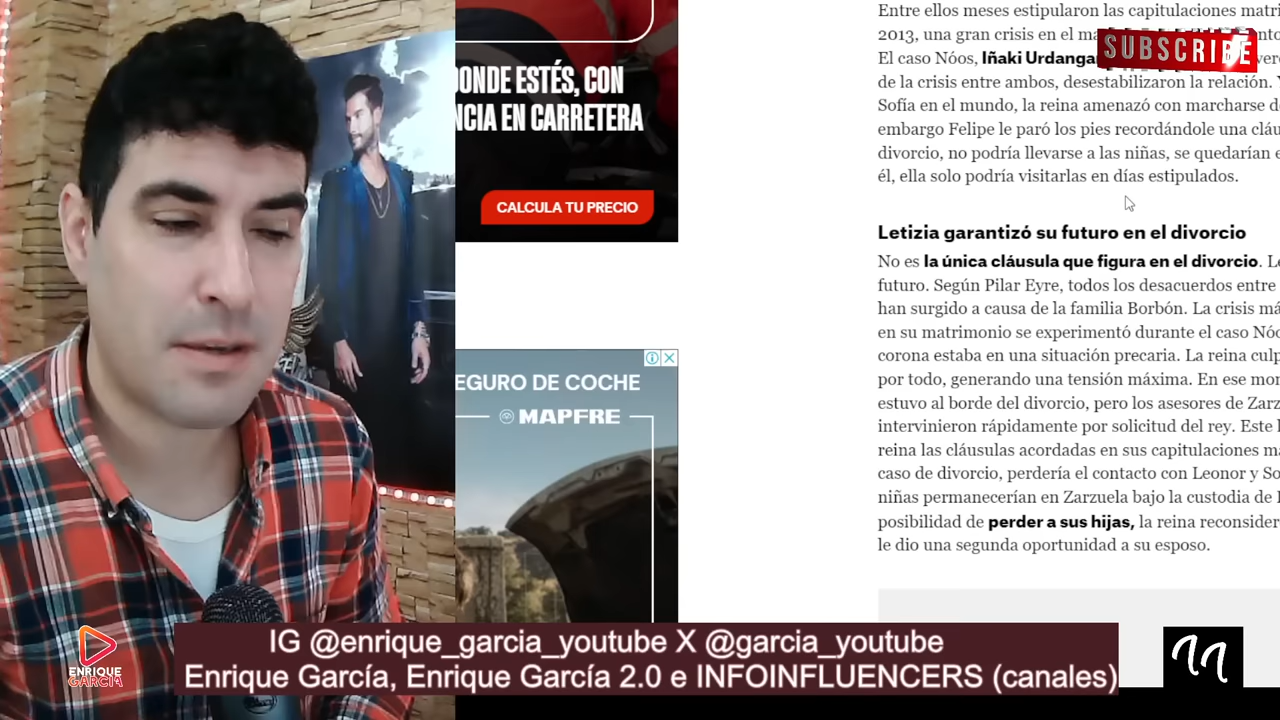 DONDE ESTÉS, CON
NCIA EN CARRETERA
CALCULA TU PRECIO
EGURO DE COCHE
MAPFRE
Entre ellos meses estipularon las capitulaciones matri
2013, una gran crisis en el ma
SUBSCRIBE
El caso Nóos, Iñaki Urdanga
de la crisis entre ambos, desestabilizaron la relación. Y
Sofía en el mundo, la reina amenazó con marcharse d
embargo Felipe le paró los pies recordándole una cláu
divorcio, no podría llevarse a las niñas, se quedarían e
él, ella solo podría visitarlas en días estipulados.
Letizia garantizó su futuro en el divorcio
No es la única cláusula que figura en el divorcio. Le
futuro. Según Pilar Eyre, todos los desacuerdos entre
han surgido a causa de la familia Borbón. La crisis má
en su matrimonio se experimentó durante el caso Nóo
corona estaba en una situación precaria. La reina culp
por todo, generando una tensión máxima. En ese mor
estuvo al borde del divorcio, pero los asesores de Zarz
intervinieron rápidamente por solicitud del rey. Este l
reina las cláusulas acordadas en sus capitulaciones ma
caso de divorcio, perdería el contacto con Leonor y So
niñas permanecerían en Zarzuela bajo la custodia de
posibilidad de perder a sus hijas, la reina reconsider
le dio una segunda oportunidad a su esposo.
ENRIQUE
GARCÍA
IG @enrique_garcia_youtube X @garcia_youtube
Enrique García, Enrique García 2.0 e INFOINFLUENCERS (canales)